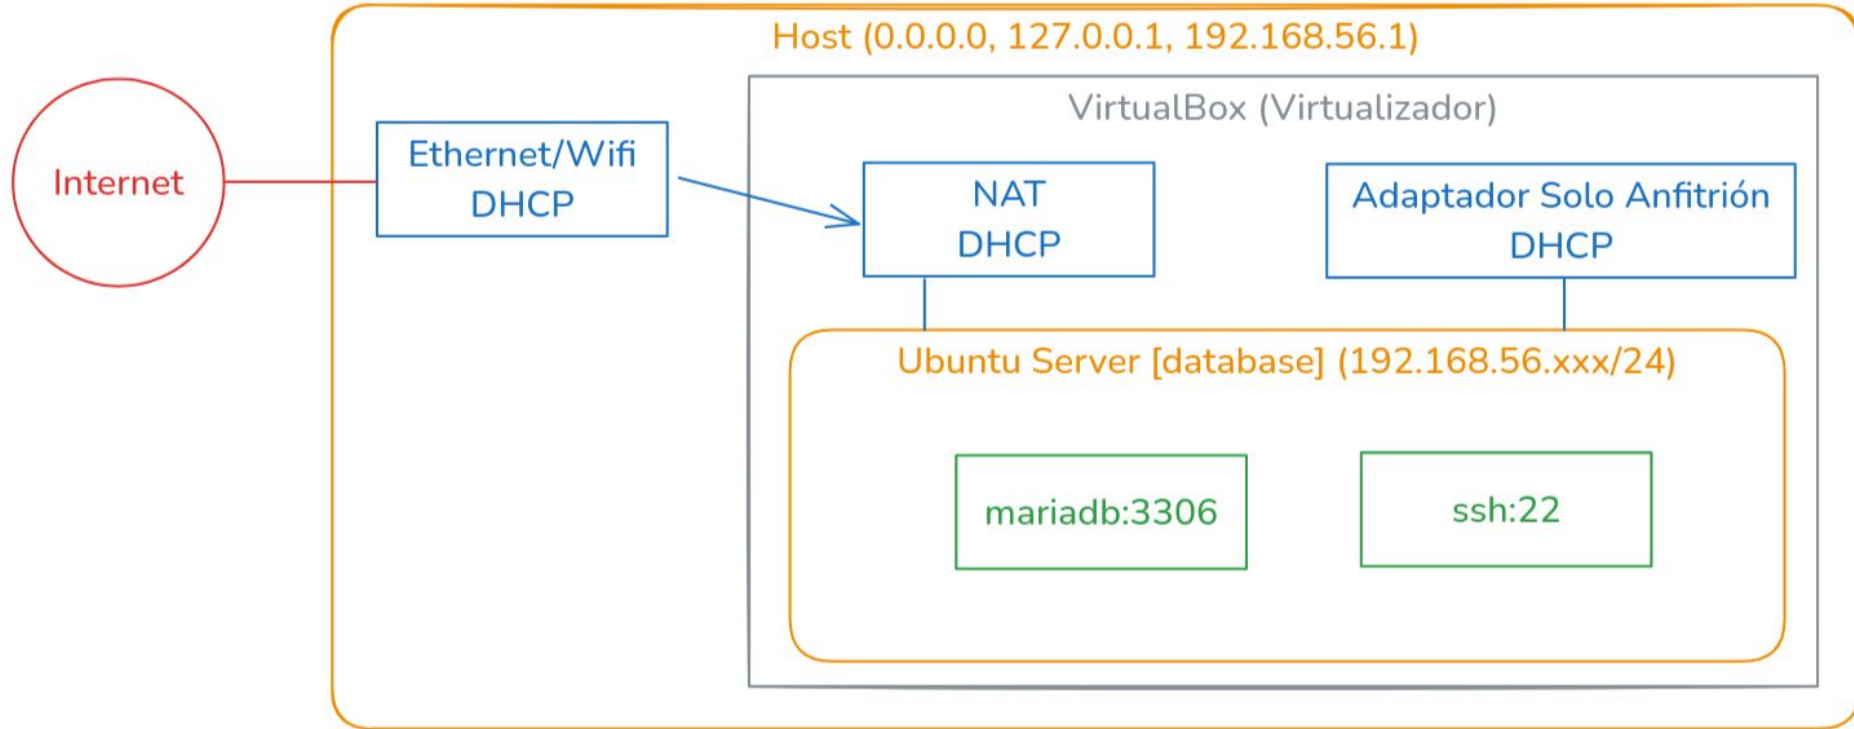 Host (0.0.0.0, 127.0.0.1, 192.168.56.1)
VirtualBox (Virtualizador)
Internet
Ethernet/Wifi
DHCP
NAT
DHCP
Adaptador Solo Anfitrión
DHCP
Ubuntu Server [database] (192.168.56.xxx/24)
mariadb:3306
ssh:22